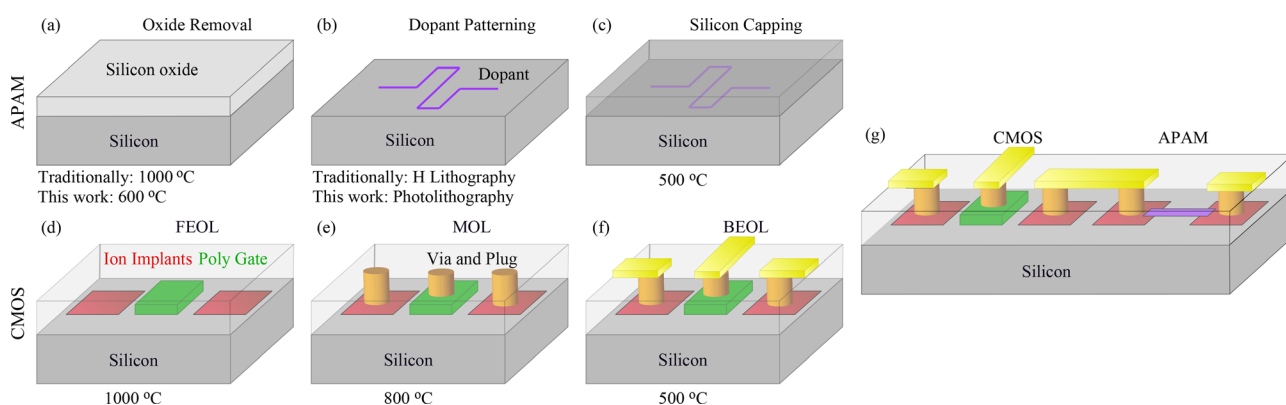 (a) Oxide Removal
(b) Dopant Patterning
(c) Silicon Capping
APAM
Silicon oxide
Silicon
Dopant
Silicon
Silicon
Traditionally: 1000 ºC
This work: 600 ºC
Traditionally: H Lithography
This work: Photolithography
500 ºC
(d) FEOL
(e) MOL
(f) BEOL
CMOS
Ion Implants Poly Gate
Via and Plug
Silicon
Silicon
Silicon
1000 ºC
800 ºC
500 ºC
(g) CMOS APAM
Silicon